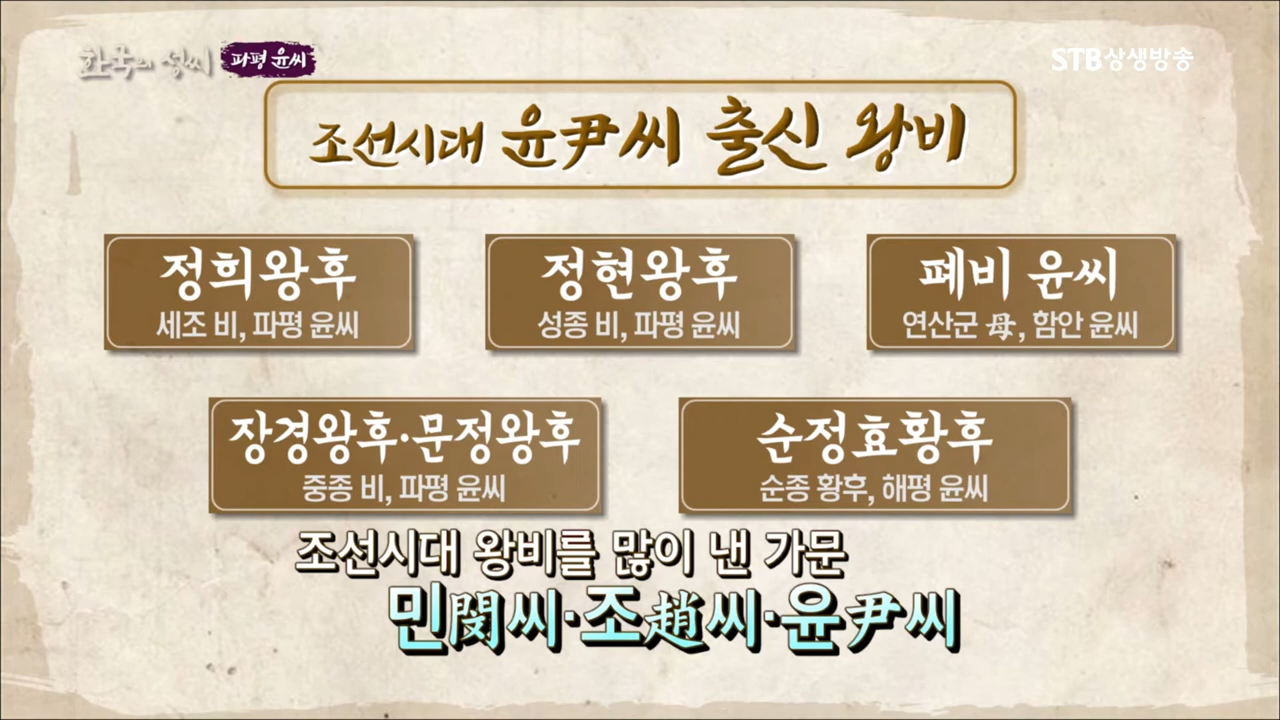 화국의 성씨 파평 윤씨
STB상생방송
조선시대 윤尹씨 출신 왕비
정희왕후
세조 비, 파평 윤씨
정현왕후
성종 비, 파평 윤씨
폐비 윤씨
연산군 母, 함안 윤씨
장경왕후·문정왕후
중종 비, 파평 윤씨
순정효황후
순종 황후, 해평 윤씨
조선시대 왕비를 많이 낸 가문
민閔씨·조趙씨·윤尹씨